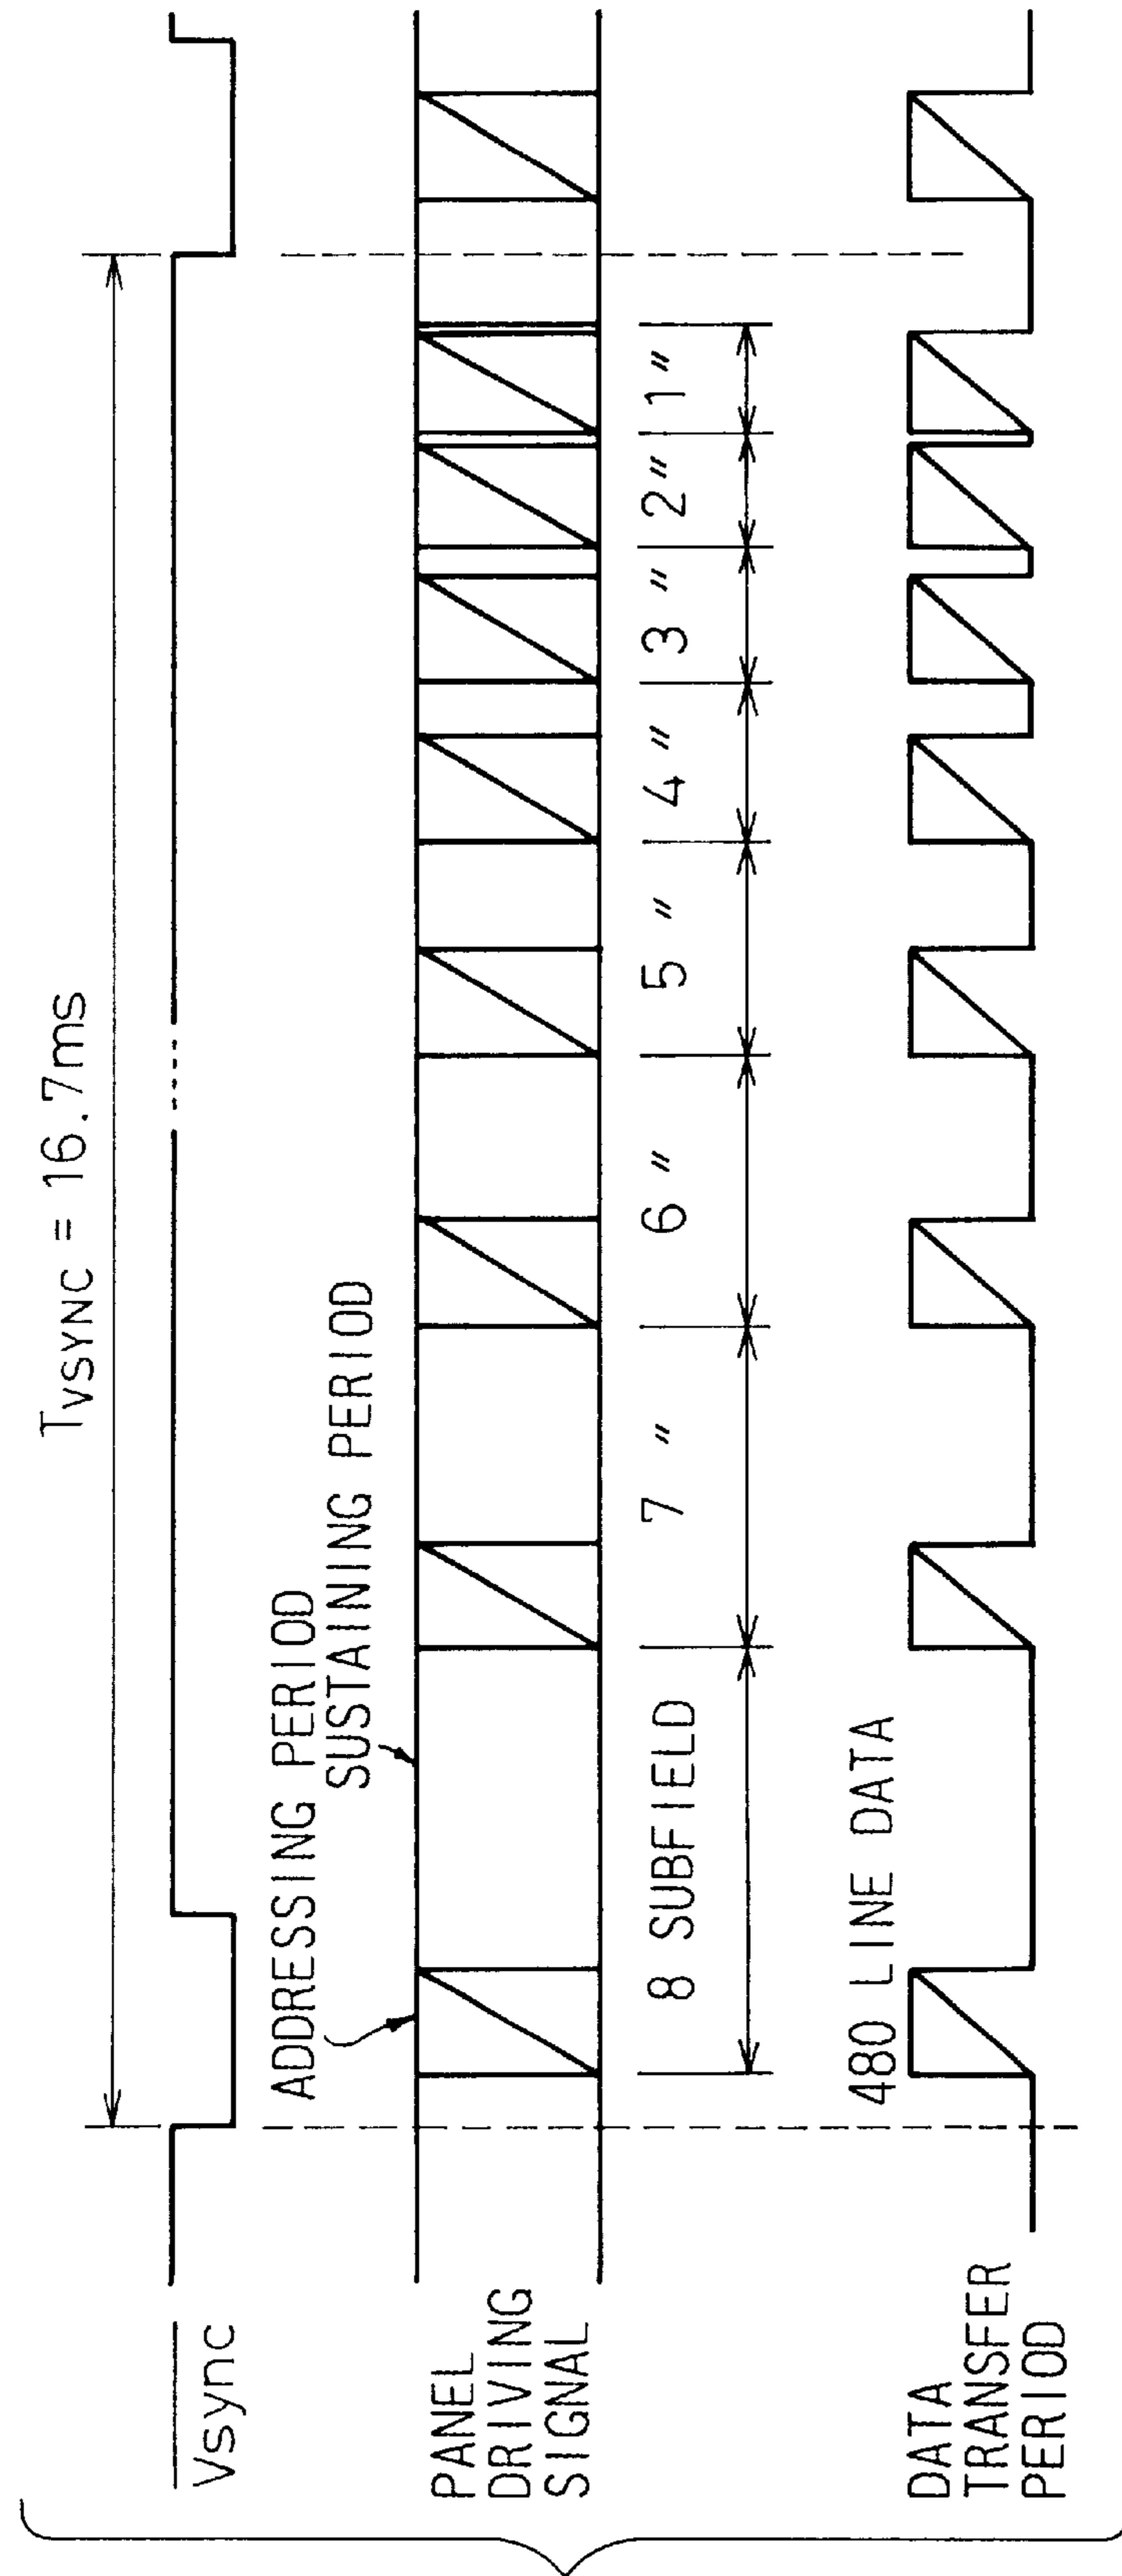 TVSYNC = 16.7ms
Vsync
ADDRESSING PERIOD
SUSTAINING PERIOD
PANEL
DRIVING
SIGNAL
8 SUBFIELD
7 〃
6 〃
5 〃
4 〃
3 〃
2 〃
1 〃
480 LINE DATA
DATA
TRANSFER
PERIOD